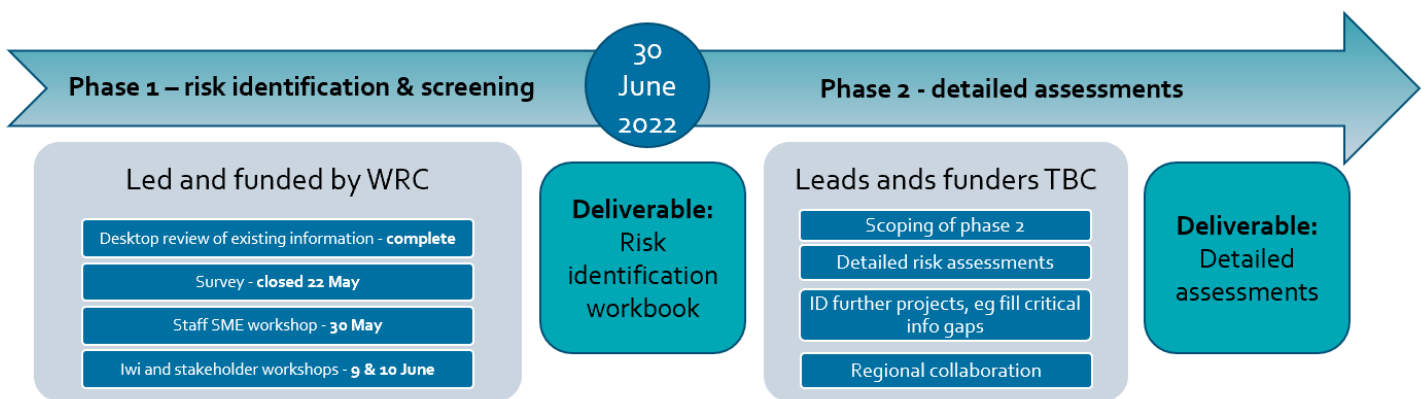 Phase 1 – risk identification & screening
30
June
2022
Phase 2 - detailed assessments
Led and funded by WRC
Desktop review of existing information - complete
Survey - closed 22 May
Staff SME workshop - 30 May
Iwi and stakeholder workshops - 9 & 10 June
Deliverable:
Risk
identification
workbook
Leads ands funders TBC
Scoping of phase 2
Detailed risk assessments
ID further projects, eg fill critical
info gaps
Regional collaboration
Deliverable:
Detailed
assessments